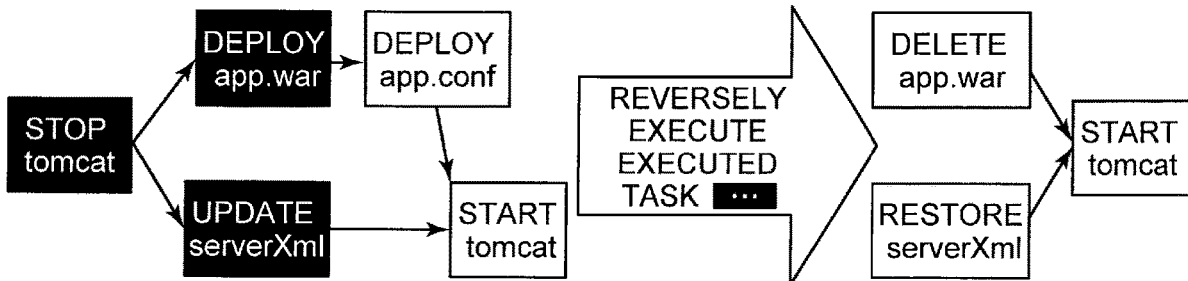 STOP
tomcat
DEPLOY
app.war
DEPLOY
app.conf
UPDATE
serverXml
START
tomcat
REVERSELY
EXECUTE
EXECUTED
TASK ...
DELETE
app.war
RESTORE
serverXml
START
tomcat